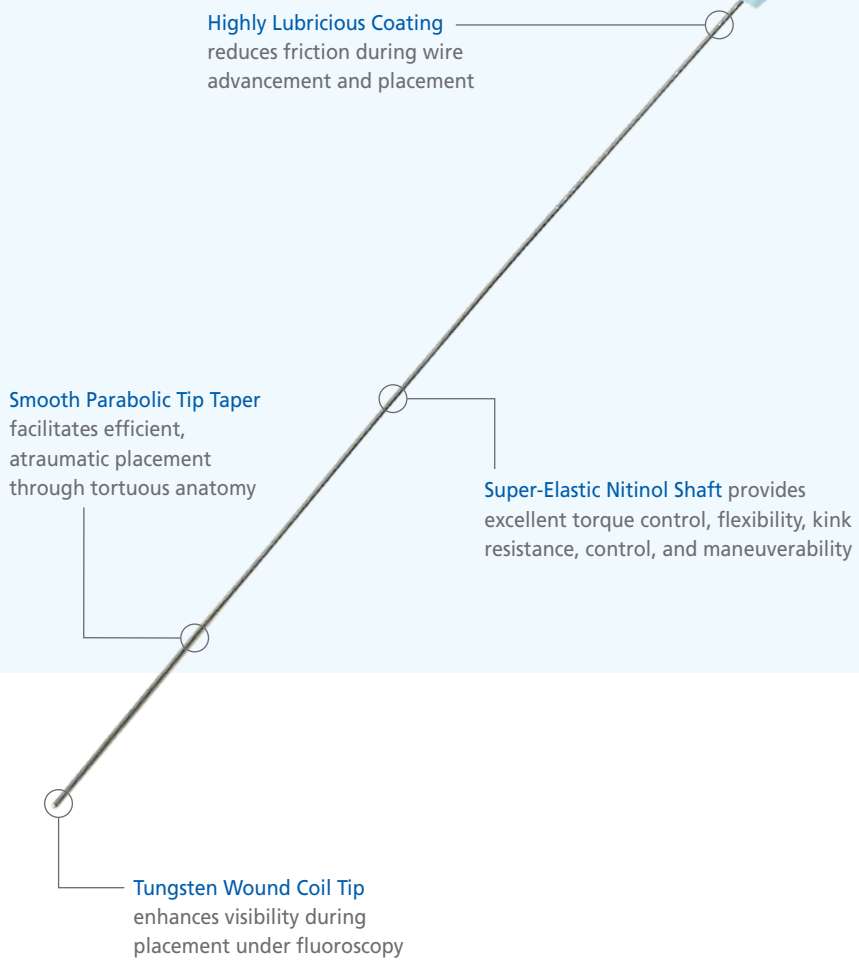 Highly Lubricious Coating
reduces friction during wire
advancement and placement
Smooth Parabolic Tip Taper
facilitates efficient,
atraumatic placement
through tortuous anatomy
Super-Elastic Nitinol Shaft provides
excellent torque control, flexibility, kink
resistance, control, and maneuverability
Tungsten Wound Coil Tip
enhances visibility during
placement under fluoroscopy